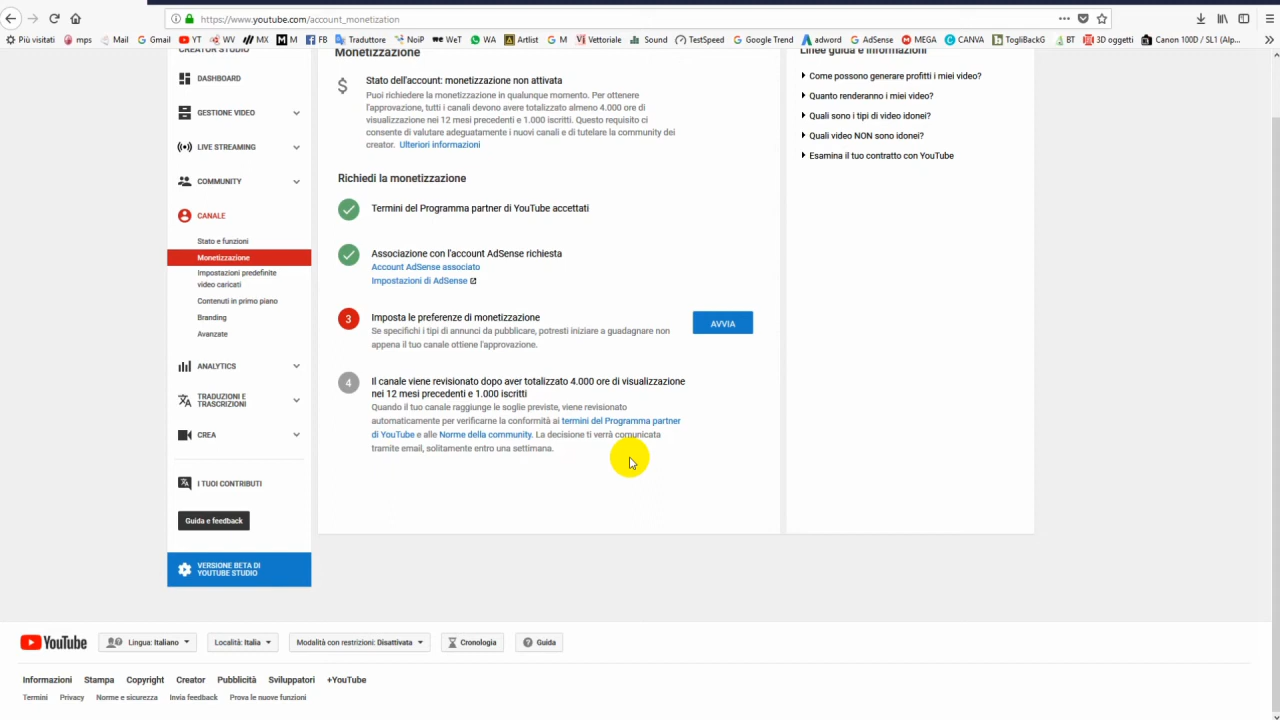 https://www.youtube.com/account_monetization
Più visitati
mps
Mail
Gmail
YT
WV
MX
M
FB
Traduttore
NoiP
WeT
WA
Artlist
M
Vettoriale
Sound
TestSpeed
Google Trend
adword
AdSense
MEGA
CANVA
TogliBackG
BT
3D oggetti
Canon 100D / SL1 (Alp...
CREATOR STUDIO
DASHBOARD
GESTIONE VIDEO
LIVE STREAMING
COMMUNITY
CANALE
Stato e funzioni
Monetizzazione
Impostazioni predefinite
video caricati
Contenuti in primo piano
Branding
Avanzate
ANALYTICS
TRADUZIONI E
TRASCRIZIONI
CREA
I TUOI CONTRIBUTI
Guida e feedback
VERSIONE BETA DI
YOUTUBE STUDIO
Monetizzazione
Stato dell'account: monetizzazione non attivata
Puoi richiedere la monetizzazione in qualunque momento. Per ottenere
l'approvazione, tutti i canali devono avere totalizzato almeno 4.000 ore di
visualizzazione nei 12 mesi precedenti e 1.000 iscritti. Questo requisito ci
consente di valutare adeguatamente i nuovi canali e di tutelare la community dei
creator. Ulteriori informazioni
Richiedi la monetizzazione
Termini del Programma partner di YouTube accettati
Associazione con l'account AdSense richiesta
Account AdSense associato
Impostazioni di AdSense
3
Imposta le preferenze di monetizzazione
Se specifichi i tipi di annunci da pubblicare, potresti iniziare a guadagnare non
appena il tuo canale ottiene l'approvazione.
AVVIA
4
Il canale viene revisionato dopo aver totalizzato 4.000 ore di visualizzazione
nei 12 mesi precedenti e 1.000 iscritti
Quando il tuo canale raggiunge le soglie previste, viene revisionato
automaticamente per verificarne la conformità ai termini del Programma partner
di YouTube e alle Norme della community. La decisione ti verrà comunicata
tramite email, solitamente entro una settimana.
Linee guida e informazioni
Come possono generare profitti i miei video?
Quanto renderanno i miei video?
Quali sono i tipi di video idonei?
Quali video NON sono idonei?
Esamina il tuo contratto con YouTube
YouTube
Lingua: Italiano
Località: Italia
Modalità con restrizioni: Disattivata
Cronologia
Guida
Informazioni
Stampa
Copyright
Creator
Pubblicità
Sviluppatori
+YouTube
Termini
Privacy
Norme e sicurezza
Invia feedback
Prova le nuove funzioni